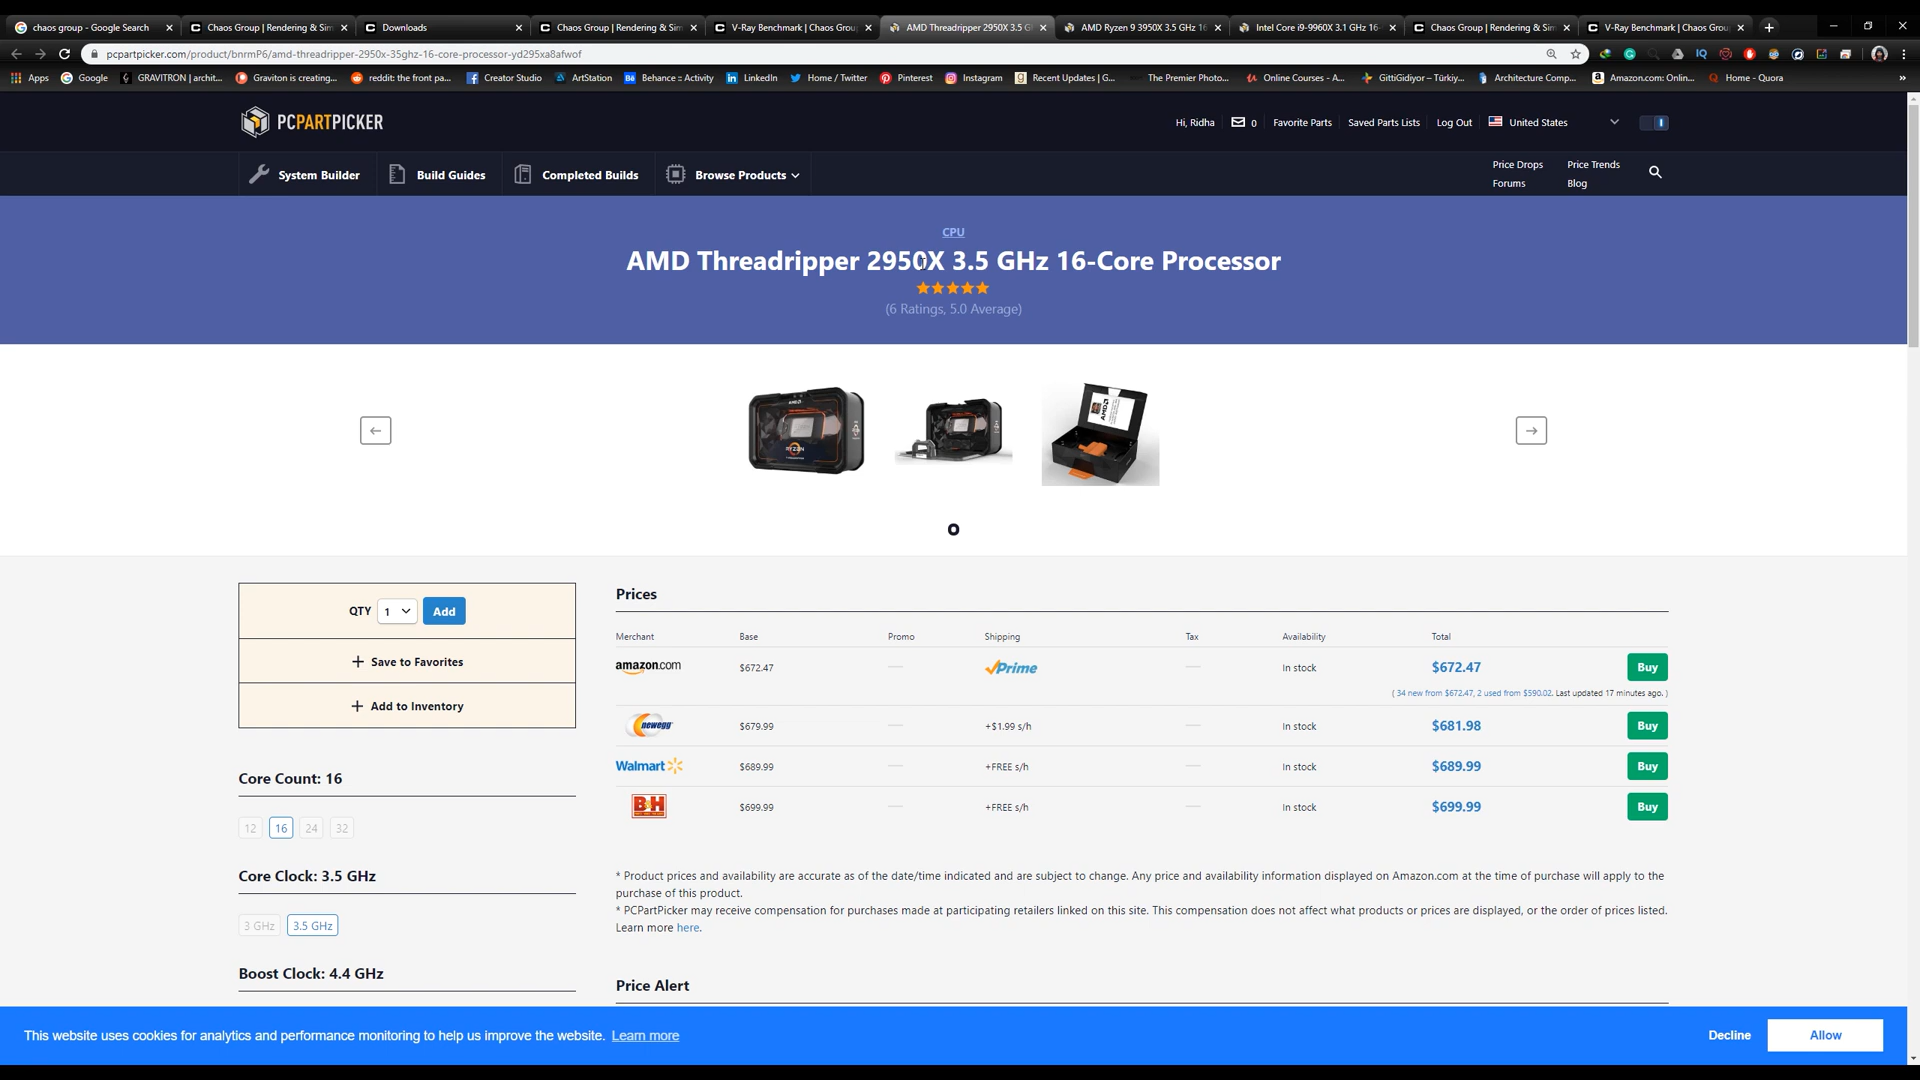 chaos group - Google Search
Chaos Group | Rendering & Sim
Downloads
Chaos Group | Rendering & Sim
V-Ray Benchmark | Chaos Grou
AMD Threadripper 2950X 3.5 G
AMD Ryzen 9 3950X 3.5 GHz 16
Intel Core i9-9960X 3.1 GHz 16-
Chaos Group | Rendering & Sim
V-Ray Benchmark | Chaos Grou
pcpartpicker.com/product/bnrmP6/amd-threadripper-2950x-35ghz-16-core-processor-yd295xa8afwof
Apps Google GRAVITRON | archit... Graviton is creating... reddit: the front pa... Creator Studio ArtStation Behance :: Activity LinkedIn Home / Twitter Pinterest Instagram Recent Updates | G... The Premier Photo... Online Courses - A... GittiGidiyor – Türkiy... Architecture Comp... Amazon.com: Onlin... Home - Quora »
PCPARTPICKER
Hi, Ridha 0 Favorite Parts Saved Parts Lists Log Out United States
System Builder Build Guides Completed Builds Browse Products
Price Drops Price Trends
Forums Blog
CPU
AMD Threadripper 2950X 3.5 GHz 16-Core Processor
(6 Ratings, 5.0 Average)
AMD
RYZEN
AMD
QTY 1 Add
+ Save to Favorites
+ Add to Inventory
Core Count: 16
12 16 24 32
Core Clock: 3.5 GHz
3 GHz 3.5 GHz
Boost Clock: 4.4 GHz
Prices
Merchant Base Promo Shipping Tax Availability Total
amazon.com $672.47 — Prime — In stock $672.47 Buy
( 34 new from $672.47, 2 used from $590.02. Last updated 17 minutes ago. )
newegg $679.99 — +$1.99 s/h — In stock $681.98 Buy
Walmart $689.99 — +FREE s/h — In stock $689.99 Buy
B&H $699.99 — +FREE s/h — In stock $699.99 Buy
* Product prices and availability are accurate as of the date/time indicated and are subject to change. Any price and availability information displayed on Amazon.com at the time of purchase will apply to the
purchase of this product.
* PCPartPicker may receive compensation for purchases made at participating retailers linked on this site. This compensation does not affect what products or prices are displayed, or the order of prices listed.
Learn more here.
Price Alert
This website uses cookies for analytics and performance monitoring to help us improve the website. Learn more
Decline Allow